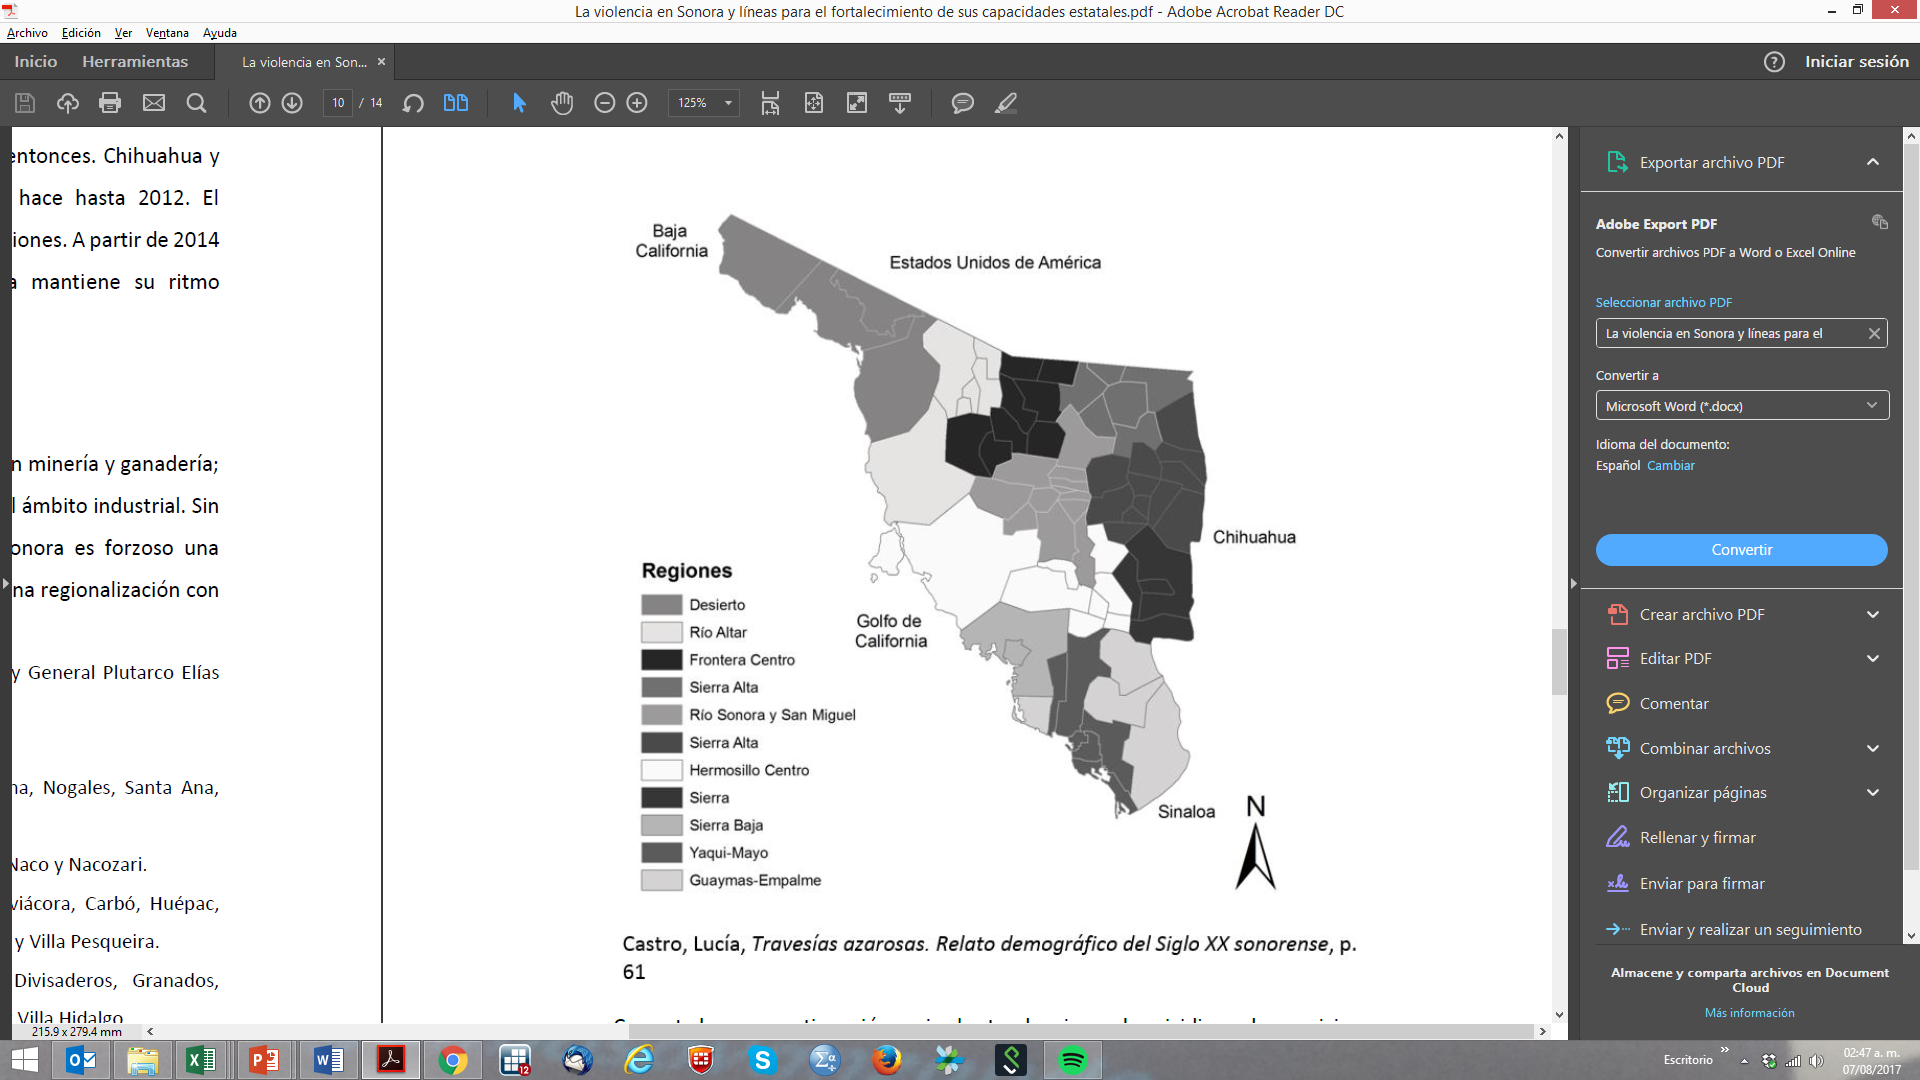 La violencia en Sonora y líneas para el fortalecimiento de sus capacidades estatales.pdf - Adobe Acrobat Reader DC
Archivo Edición Ver Ventana Ayuda
Inicio Herramientas La violencia en Son... × Iniciar sesión
10 / 14 125%
entonces. Chihuahua y
hace hasta 2012. El
iones. A partir de 2014
a mantiene su ritmo
n minería y ganadería;
l ámbito industrial. Sin
onora es forzoso una
na regionalización con
y General Plutarco Elías
na, Nogales, Santa Ana,
Naco y Nacozari.
viácora, Carbó, Huépac,
y Villa Pesqueira.
Divisaderos, Granados,
Villa Hidalgo
215.9 x 279.4 mm
Baja
California
Estados Unidos de América
Chihuahua
Golfo de
California
Sinaloa
N
Regiones
Desierto
Río Altar
Frontera Centro
Sierra Alta
Río Sonora y San Miguel
Sierra Alta
Hermosillo Centro
Sierra
Sierra Baja
Yaqui-Mayo
Guaymas-Empalme
Castro, Lucía, Travesías azarosas. Relato demográfico del Siglo XX sonorense, p.
61
Exportar archivo PDF
Adobe Export PDF
Convertir archivos PDF a Word o Excel Online
Seleccionar archivo PDF
La violencia en Sonora y líneas para el
Convertir a
Microsoft Word (*.docx)
Idioma del documento:
Español Cambiar
Convertir
Crear archivo PDF
Editar PDF
Comentar
Combinar archivos
Organizar páginas
Rellenar y firmar
Enviar para firmar
Enviar y realizar un seguimiento
Almacene y comparta archivos en Document
Cloud
Más información
Escritorio
02:47 a. m.
07/08/2017